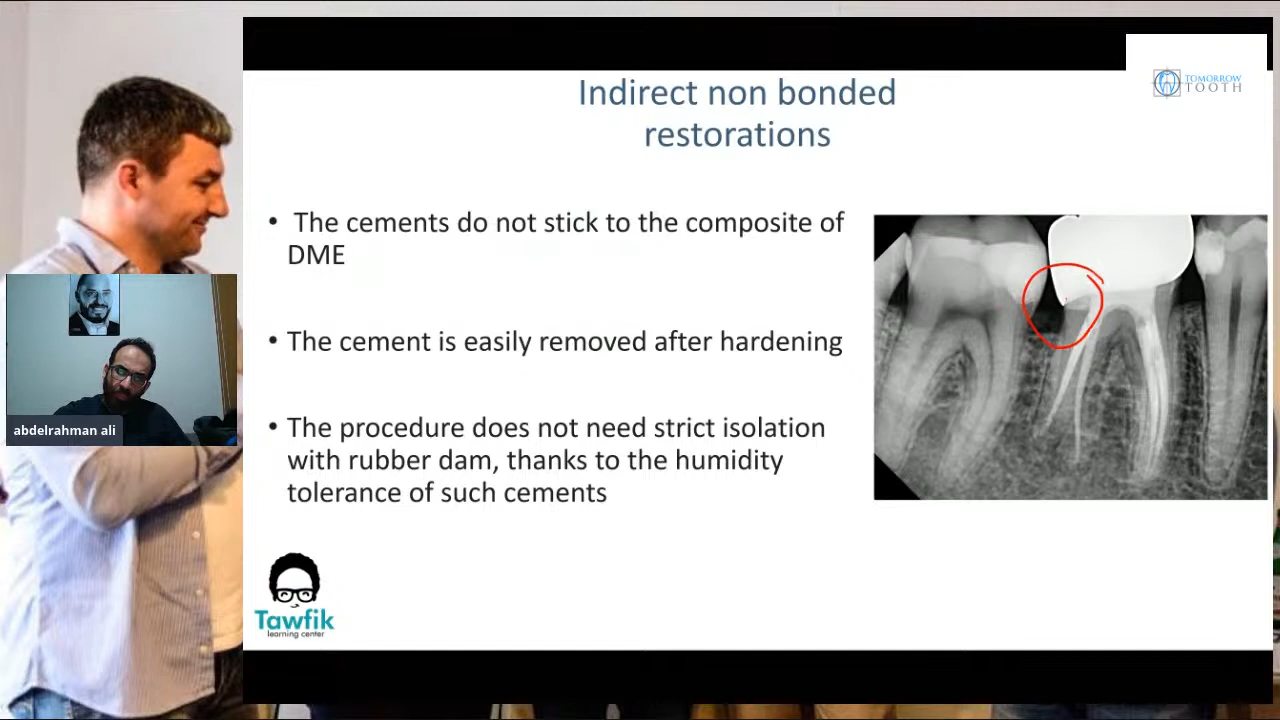 Indirect non bonded
restorations
TOMORROW
TOOTH
• The cements do not stick to the composite of
DME
• The cement is easily removed after hardening
• The procedure does not need strict isolation
with rubber dam, thanks to the humidity
tolerance of such cements
abdelrahman ali
Tawfik
learning center